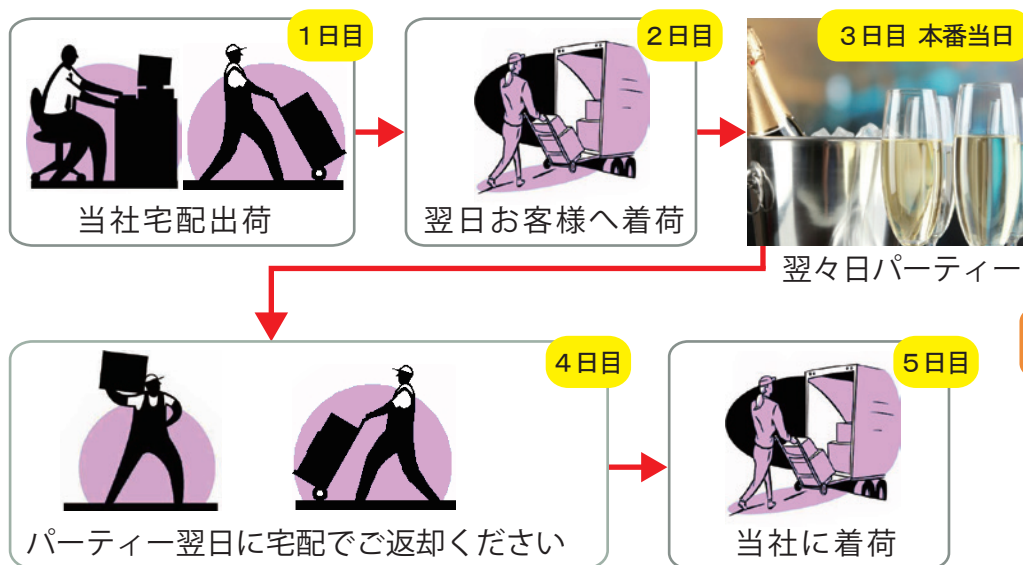 1日目
当社宅配出荷
2日目
翌日お客様へ着荷
3日目 本番当日
翌々日パーティー
4日目
パーティー翌日に宅配でご返却ください
5日目
当社に着荷